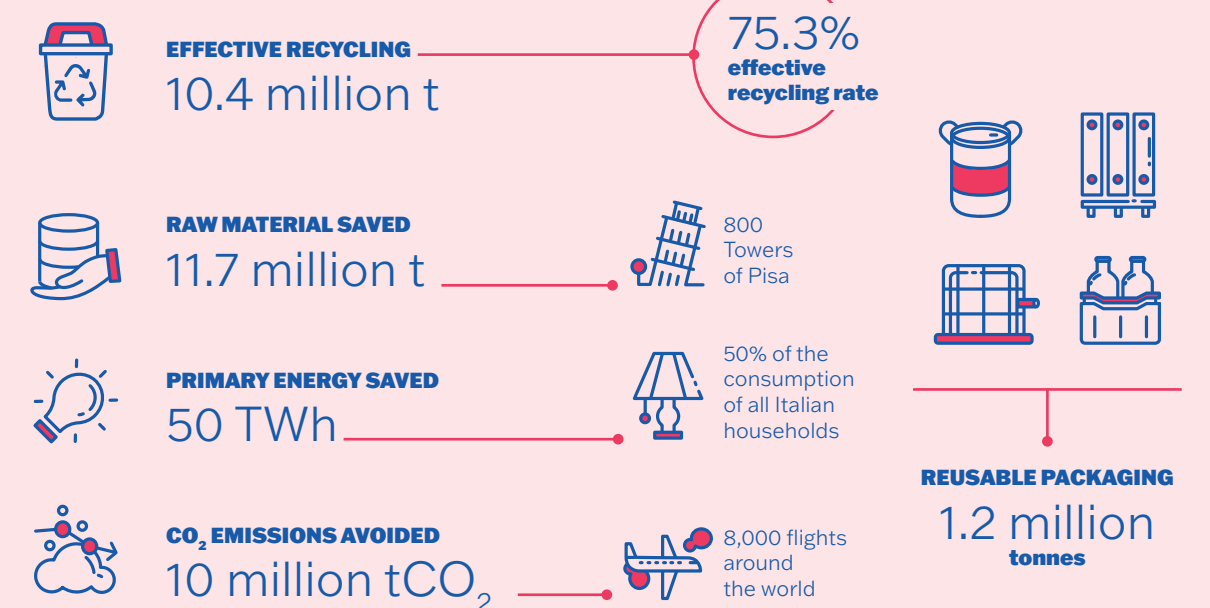 EFFECTIVE RECYCLING
10.4 million t
75.3%
effective
recycling rate
RAW MATERIAL SAVED
11.7 million t
800
Towers
of Pisa
PRIMARY ENERGY SAVED
50 TWh
50% of the
consumption
of all Italian
households
CO₂ EMISSIONS AVOIDED
10 million tCO₂
8,000 flights
around
the world
REUSABLE PACKAGING
1.2 million
tonnes